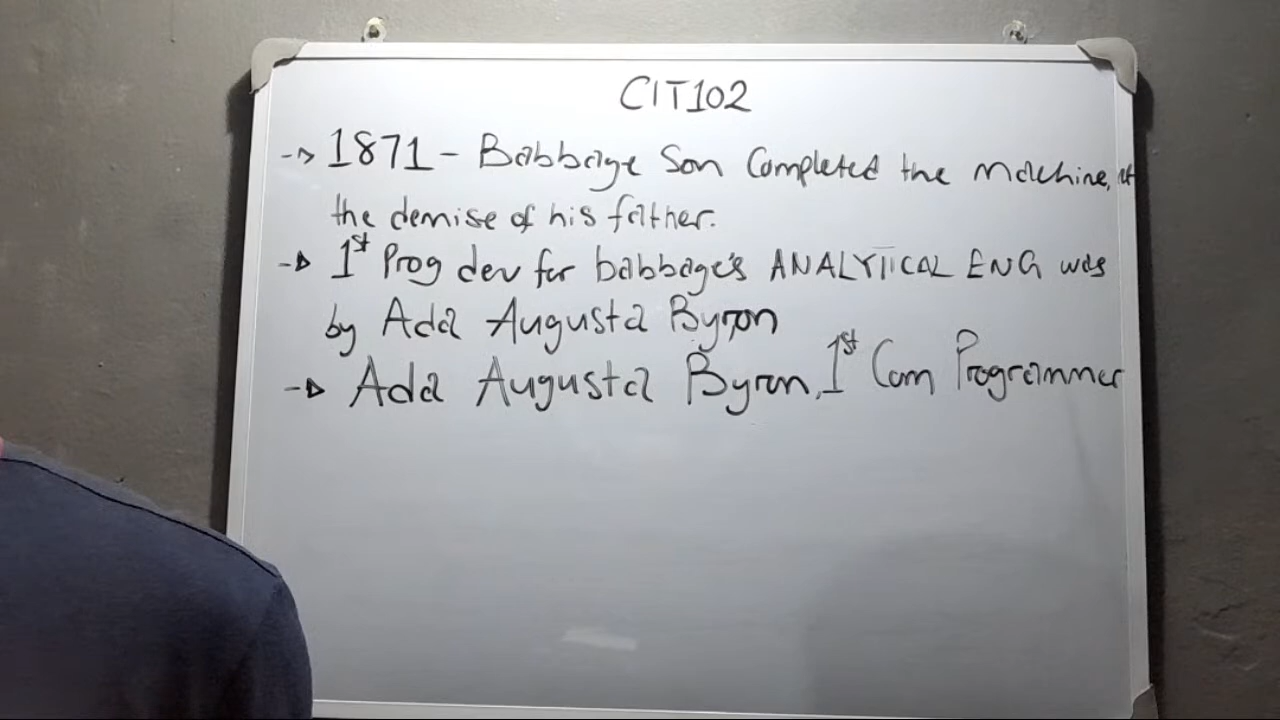 CIT102
→ 1871 - Babbage Son Completed the machine, at
the demise of his father.
→ 1st Prog dev for babbage's ANALYTICAL ENG was
by Ada Augusta Byron
→ Ada Augusta Byron, 1st Com Programmer